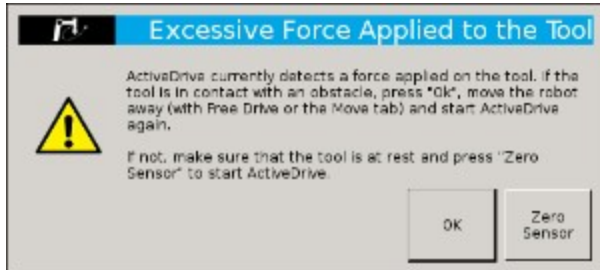 Excessive Force Applied to the Tool
ActiveDrive currently detects a force applied on the tool. If the
tool is in contact with an obstacle, press "Ok", move the robot
away (with Free Drive or the Move tab) and start ActiveDrive
again.
If not, make sure that the tool is at rest and press "Zero
Sensor" to start ActiveDrive.
OK
Zero
Sensor